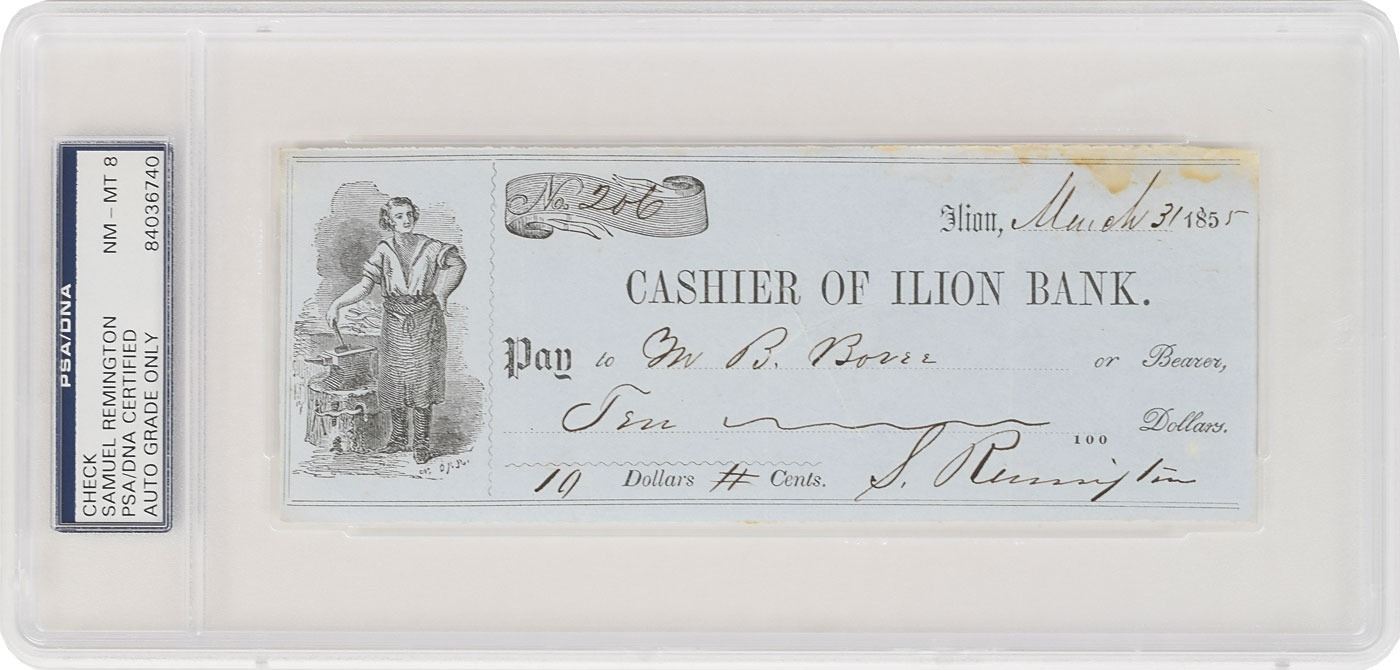 PSA/DNA
CHECK NM – MT 8
SAMUEL REMINGTON
PSA/DNA CERTIFIED
AUTO GRADE ONLY 84036740
No. 206
Ilion, March 31 1855
CASHIER OF ILION BANK.
Pay to M B. Bovee or Bearer,
Ten 100 Dollars.
10 Dollars # Cents. S. Remington